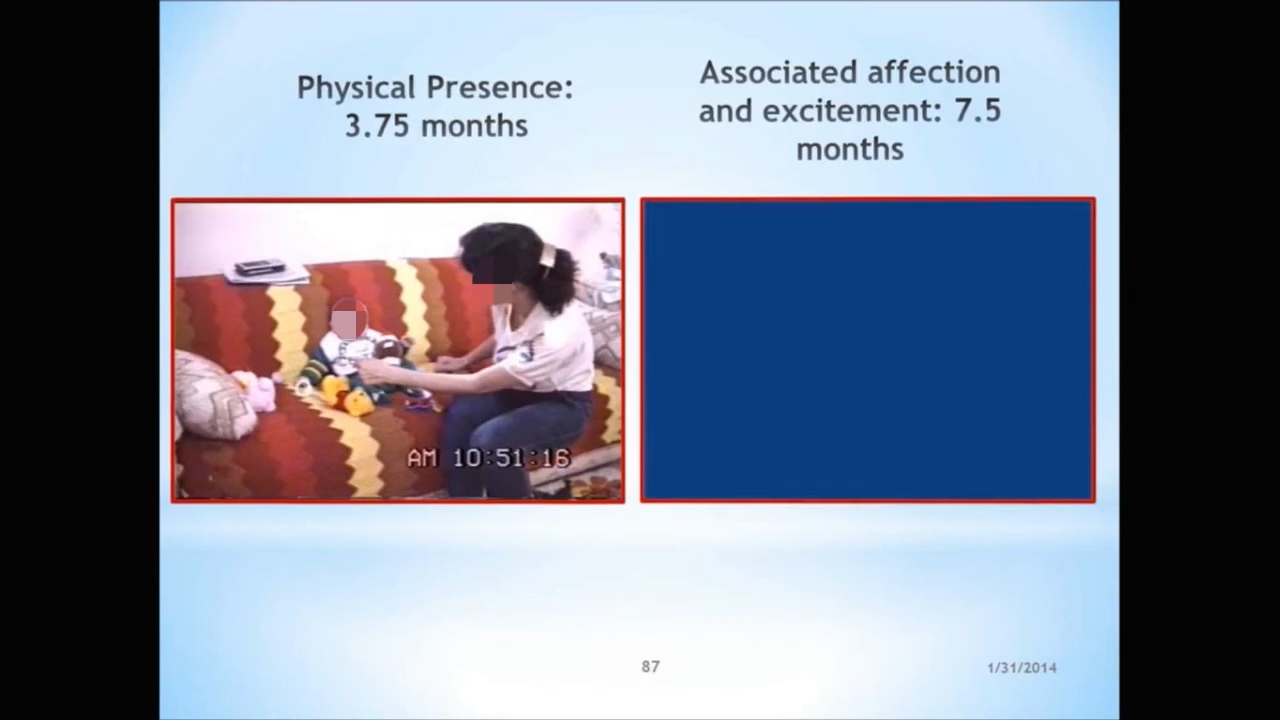 Physical Presence:
3.75 months
Associated affection
and excitement: 7.5
months
AM 10:51:16
87
1/31/2014